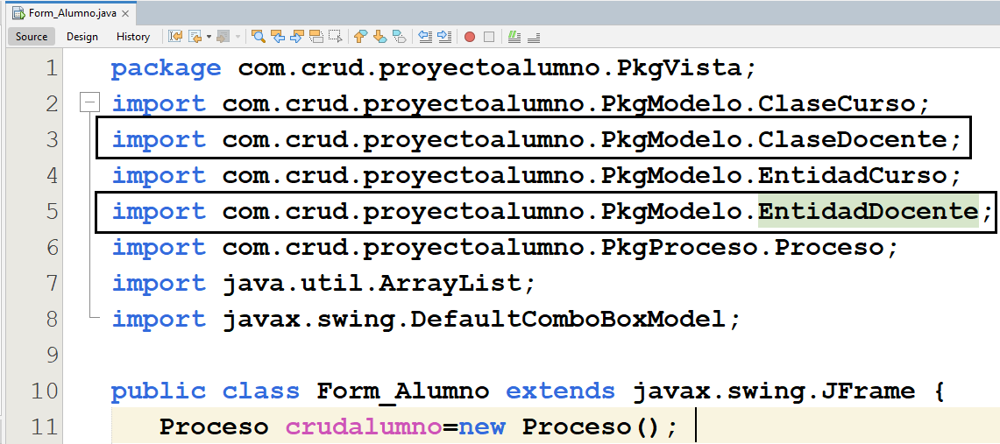 Form_Alumno.java
Source Design History
1 package com.crud.proyectoalumno.PkgVista;
2 import com.crud.proyectoalumno.PkgModelo.ClaseCurso;
3 import com.crud.proyectoalumno.PkgModelo.ClaseDocente;
4 import com.crud.proyectoalumno.PkgModelo.EntidadCurso;
5 import com.crud.proyectoalumno.PkgModelo.EntidadDocente;
6 import com.crud.proyectoalumno.PkgProceso.Proceso;
7 import java.util.ArrayList;
8 import javax.swing.DefaultComboBoxModel;
9
10 public class Form_Alumno extends javax.swing.JFrame {
11 Proceso crudalumno=new Proceso();